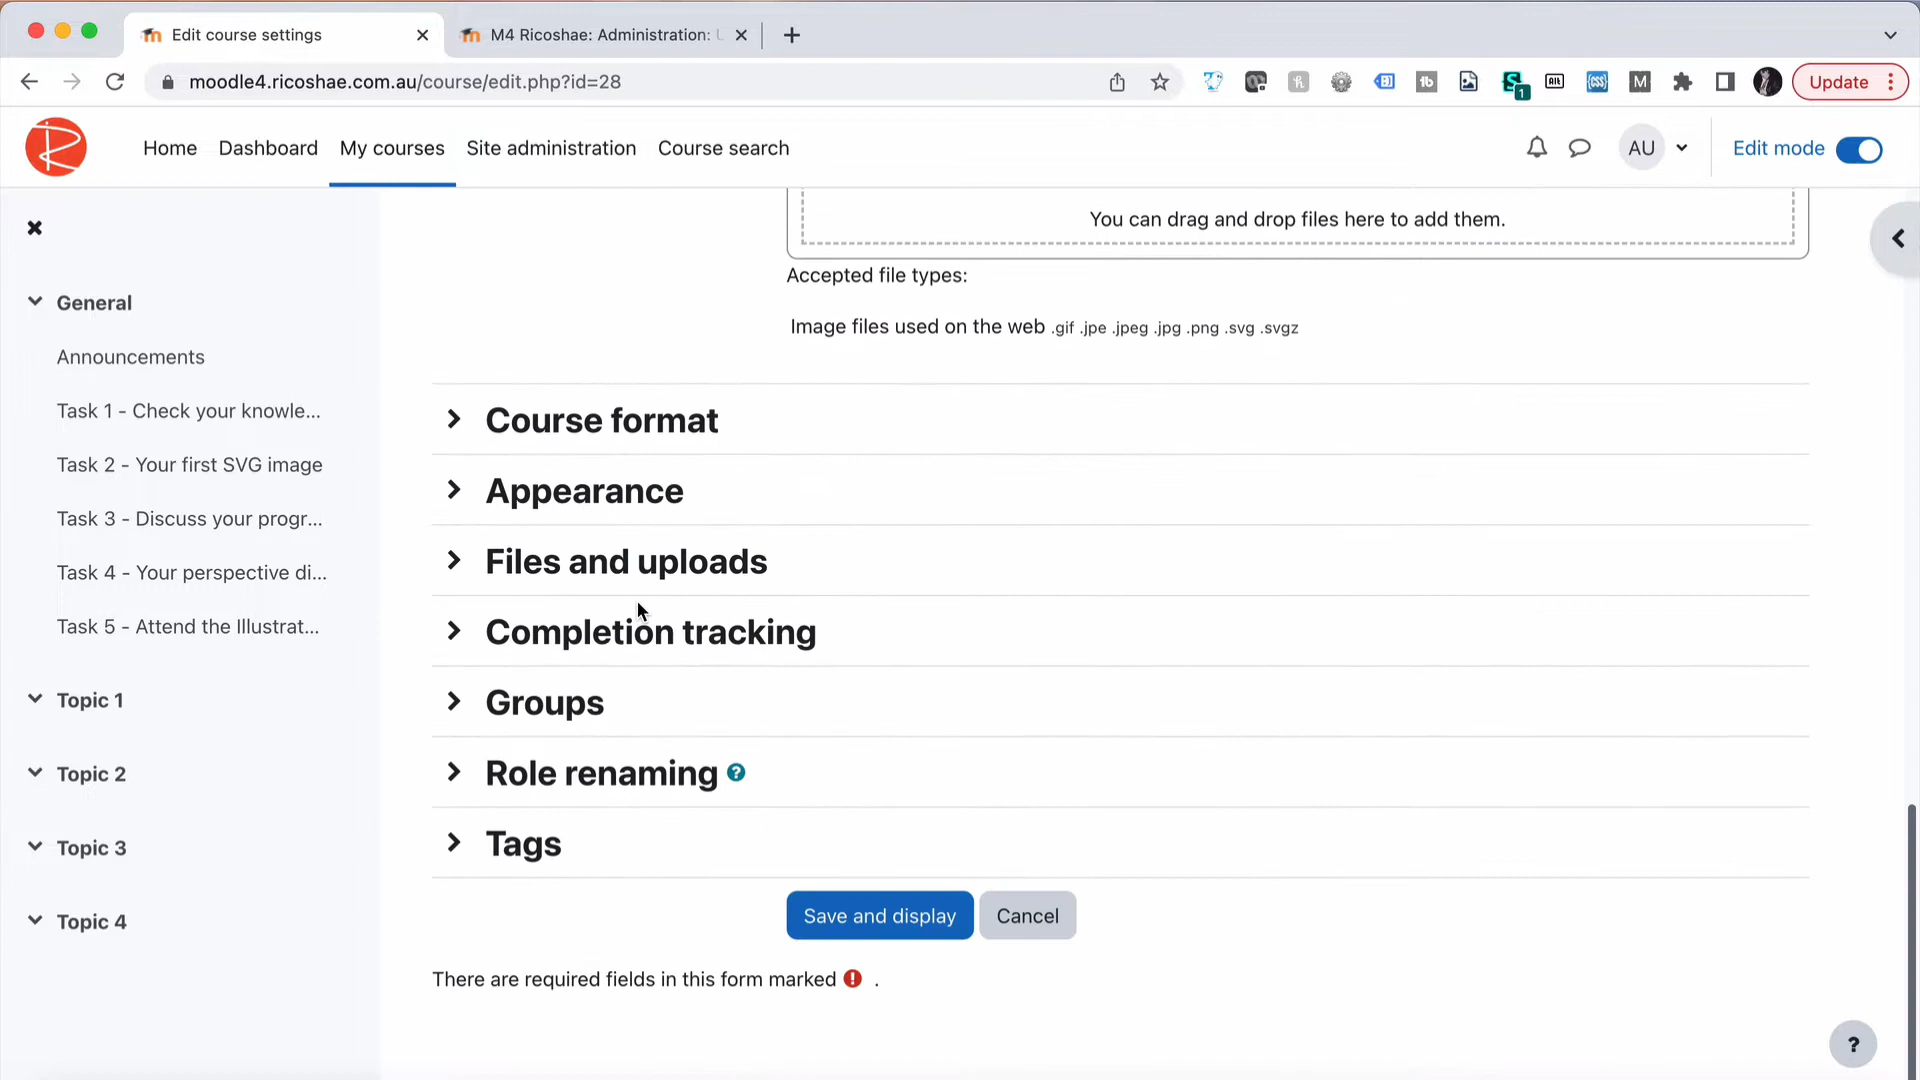 Edit course settings
M4 Ricoshae: Administration:
moodle4.ricoshae.com.au/course/edit.php?id=28
1
Update
Home
Dashboard
My courses
Site administration
Course search
AU
Edit mode
You can drag and drop files here to add them.
Accepted file types:
Image files used on the web .gif .jpe .jpeg .jpg .png .svg .svgz
General
Announcements
Task 1 - Check your knowle...
Task 2 - Your first SVG image
Task 3 - Discuss your progr...
Task 4 - Your perspective di...
Task 5 - Attend the Illustrat...
Topic 1
Topic 2
Topic 3
Topic 4
Course format
Appearance
Files and uploads
Completion tracking
Groups
Role renaming ?
Tags
Save and display
Cancel
There are required fields in this form marked ! .
?